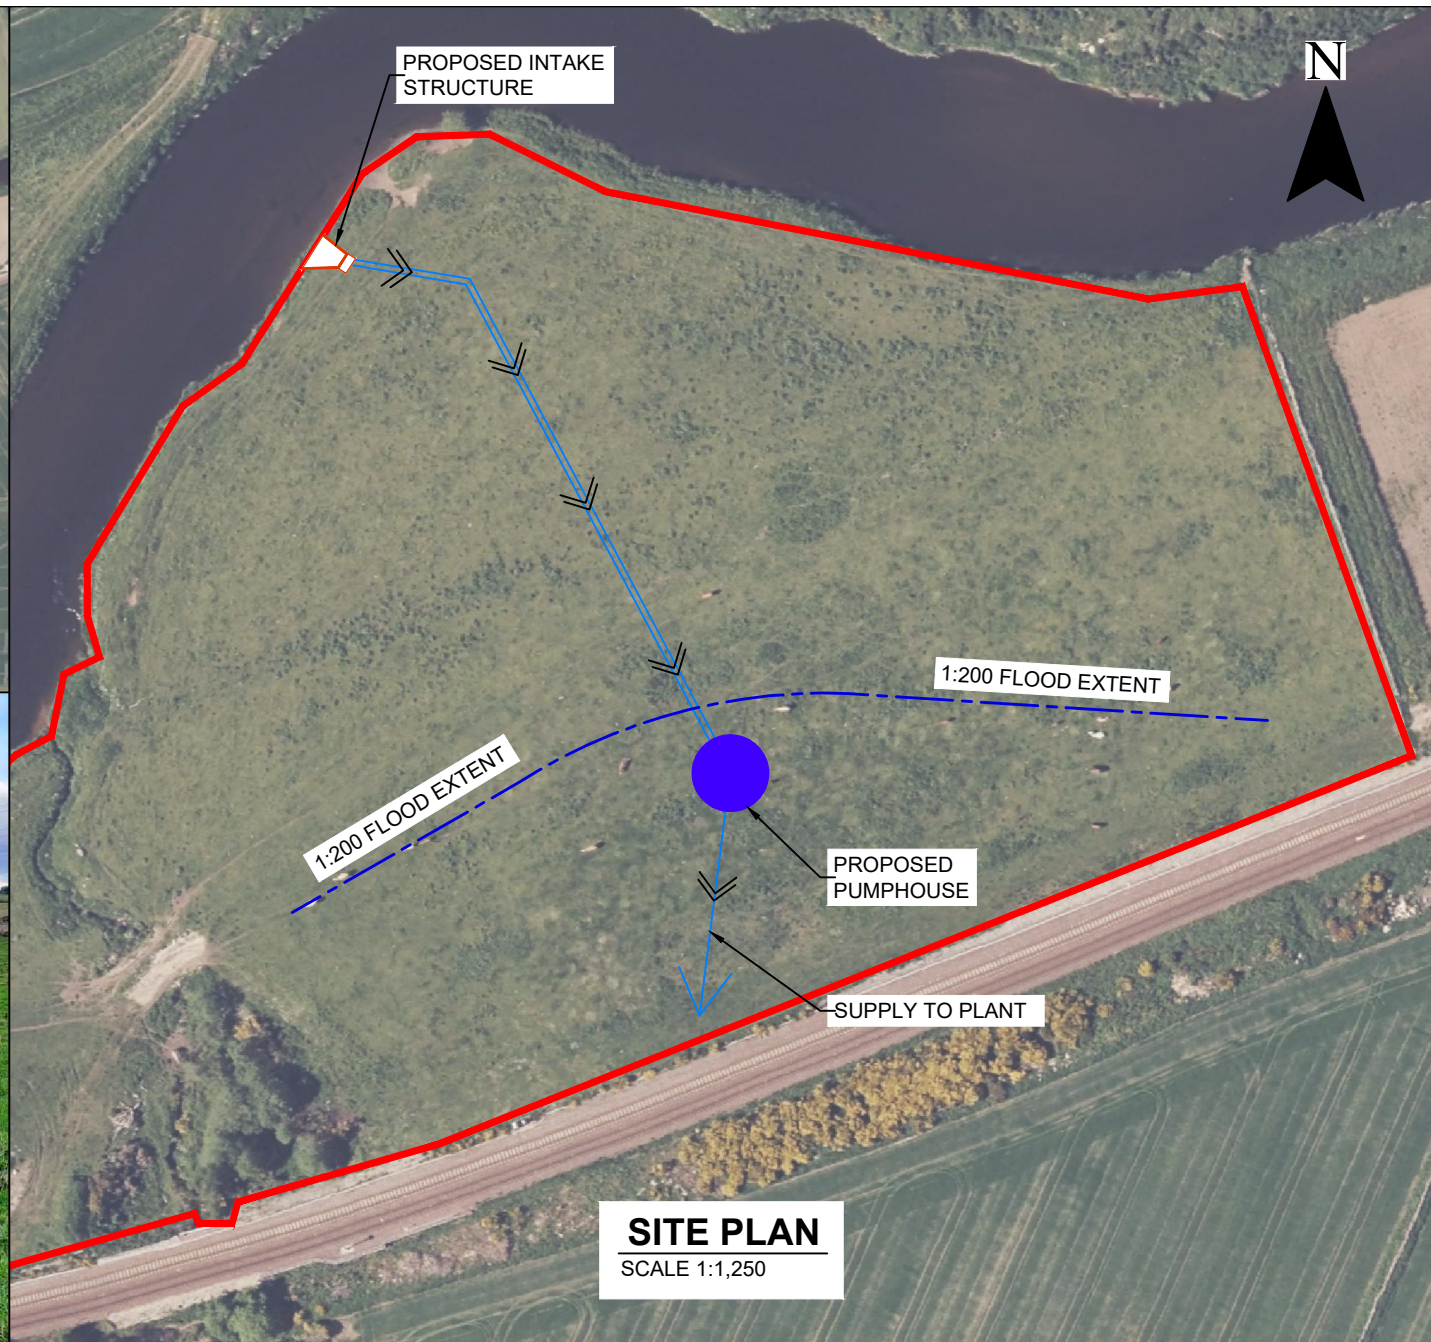 PROPOSED INTAKE
STRUCTURE
N
1:200 FLOOD EXTENT
1:200 FLOOD EXTENT
PROPOSED
PUMPHOUSE
SUPPLY TO PLANT
SITE PLAN
SCALE 1:1,250